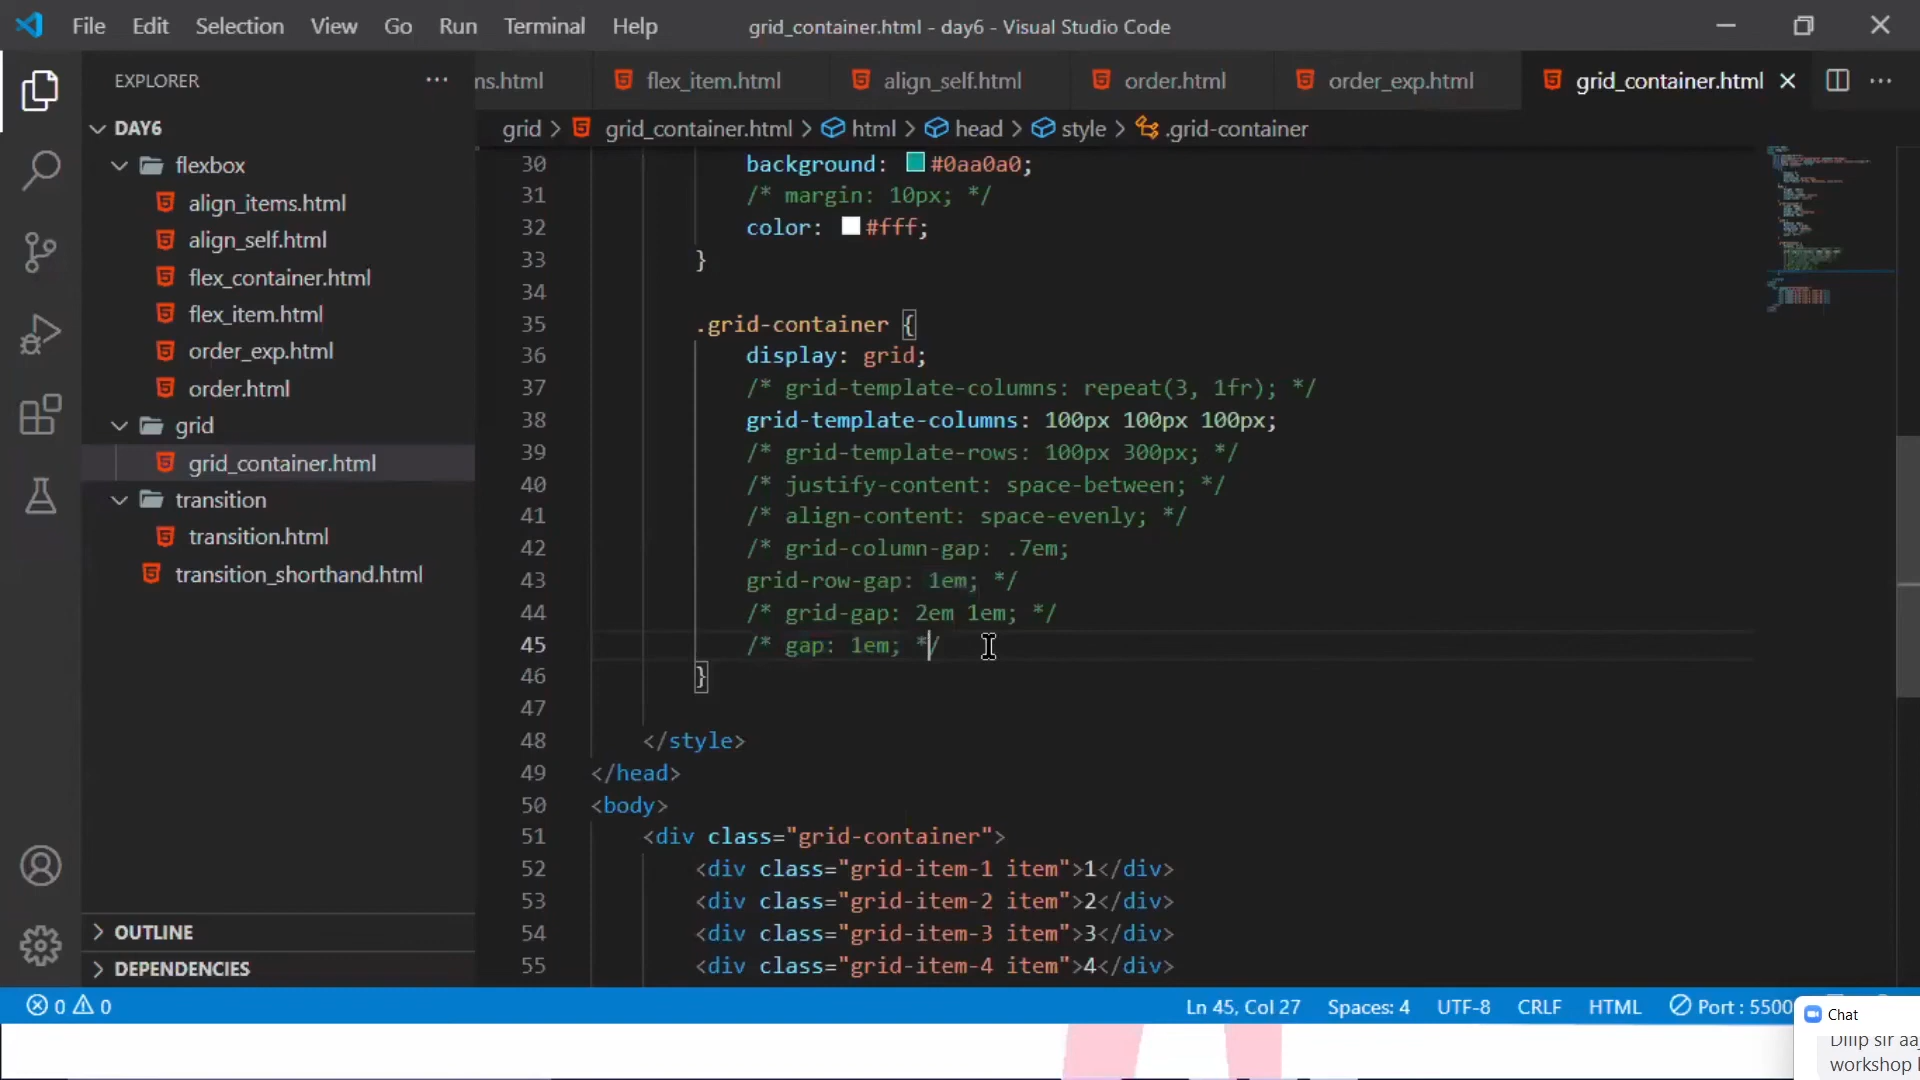 File Edit Selection View Go Run Terminal Help grid_container.html - day6 - Visual Studio Code
EXPLORER
ms.html flex_item.html align_self.html order.html order_exp.html grid_container.html
grid > grid_container.html > html > head > style > .grid-container
DAY6
flexbox
align_items.html
align_self.html
flex_container.html
flex_item.html
order_exp.html
order.html
grid
grid_container.html
transition
transition.html
transition_shorthand.html
OUTLINE
DEPENDENCIES
30 background: #0aa0a0;
31 /* margin: 10px; */
32 color: #fff;
33 }
34
35 .grid-container {
36 display: grid;
37 /* grid-template-columns: repeat(3, 1fr); */
38 grid-template-columns: 100px 100px 100px;
39 /* grid-template-rows: 100px 300px; */
40 /* justify-content: space-between; */
41 /* align-content: space-evenly; */
42 /* grid-column-gap: .7em;
43 grid-row-gap: 1em; */
44 /* grid-gap: 2em 1em; */
45 /* gap: 1em; */
46 }
47
48 </style>
49 </head>
50 <body>
51 <div class="grid-container">
52 <div class="grid-item-1 item">1</div>
53 <div class="grid-item-2 item">2</div>
54 <div class="grid-item-3 item">3</div>
55 <div class="grid-item-4 item">4</div>
0 0 Ln 45, Col 27 Spaces: 4 UTF-8 CRLF HTML Port : 5500
Chat
Dilip sir aa
workshop